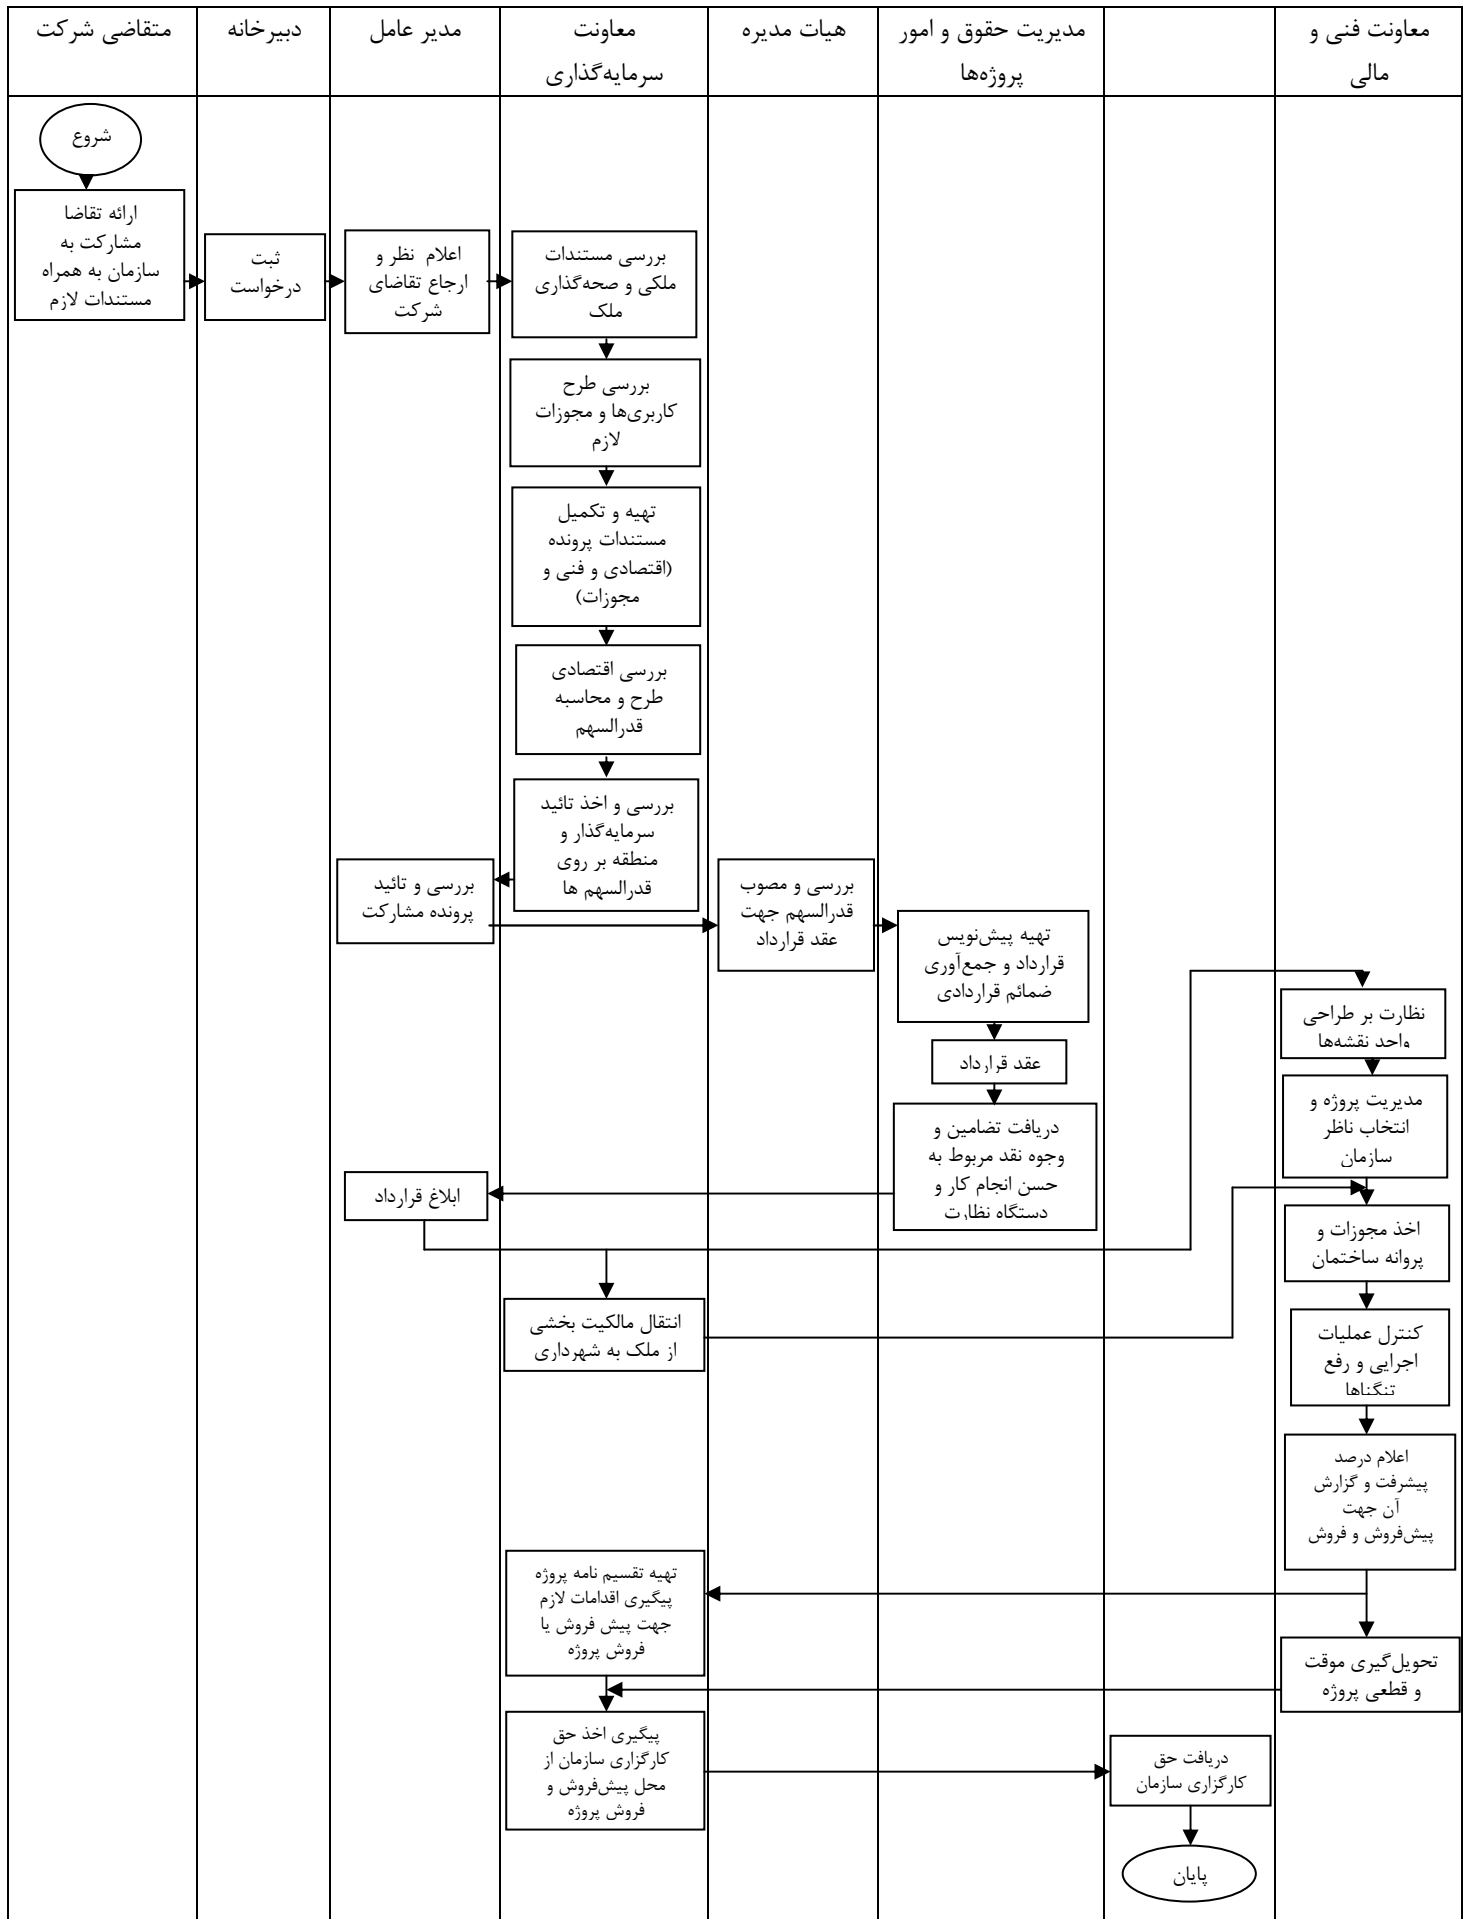 متقاضی شرکت
دبیرخانه
مدیر عامل
معاونت
سرمایه‌گذاری
هیات مدیره
مدیریت حقوق و امور
پروژه‌ها
معاونت فنی و
مالی
شروع
ارائه تقاضا
مشارکت به
سازمان به همراه
مستندات لازم
ثبت
درخواست
اعلام نظر و
ارجاع تقاضای
شرکت
بررسی مستندات
ملکی و صحه‌گذاری
ملک
بررسی طرح
کاربری‌ها و مجوزات
لازم
تهیه و تکمیل
مستندات پرونده
(اقتصادی و فنی و
مجوزات)
بررسی اقتصادی
طرح و محاسبه
قدرالسهم
بررسی و اخذ تائید
سرمایه‌گذار و
منطقه بر روی
قدرالسهم ها
بررسی و تائید
پرونده مشارکت
بررسی و مصوب
قدرالسهم جهت
عقد قرارداد
تهیه پیش‌نویس
قرارداد و جمع‌آوری
ضمائم قراردادی
عقد قرارداد
دریافت تضامین و
وجوه نقد مربوط به
حسن انجام کار و
دستگاه نظارت
ابلاغ قرارداد
نظارت بر طراحی
واحد نقشه‌ها
مدیریت پروژه و
انتخاب ناظر
سازمان
اخذ مجوزات و
پروانه ساختمان
انتقال مالکیت بخشی
از ملک به شهرداری
کنترل عملیات
اجرایی و رفع
تنگناها
اعلام درصد
پیشرفت و گزارش
آن جهت
پیش‌فروش و فروش
تهیه تقسیم نامه پروژه
پیگیری اقدامات لازم
جهت پیش فروش یا
فروش پروژه
تحویل‌گیری موقت
و قطعی پروژه
پیگیری اخذ حق
کارگزاری سازمان از
محل پیش‌فروش و
فروش پروژه
دریافت حق
کارگزاری سازمان
پایان